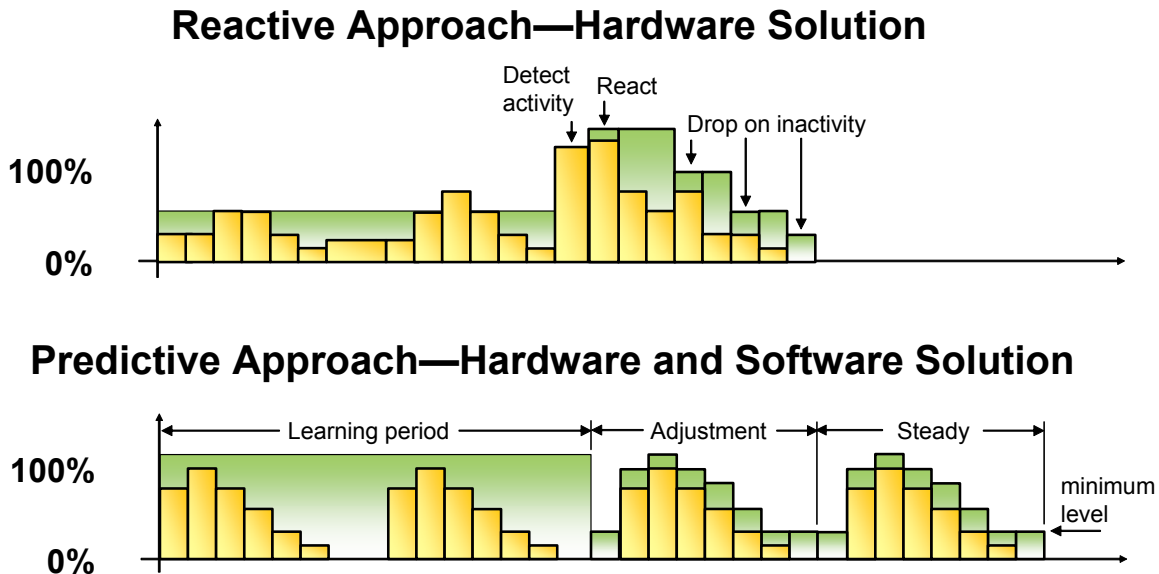 Reactive Approach—Hardware Solution
Detect
activity
React
Drop on inactivity
100%
0%
Predictive Approach—Hardware and Software Solution
Learning period
Adjustment
Steady
100%
minimum
level
0%